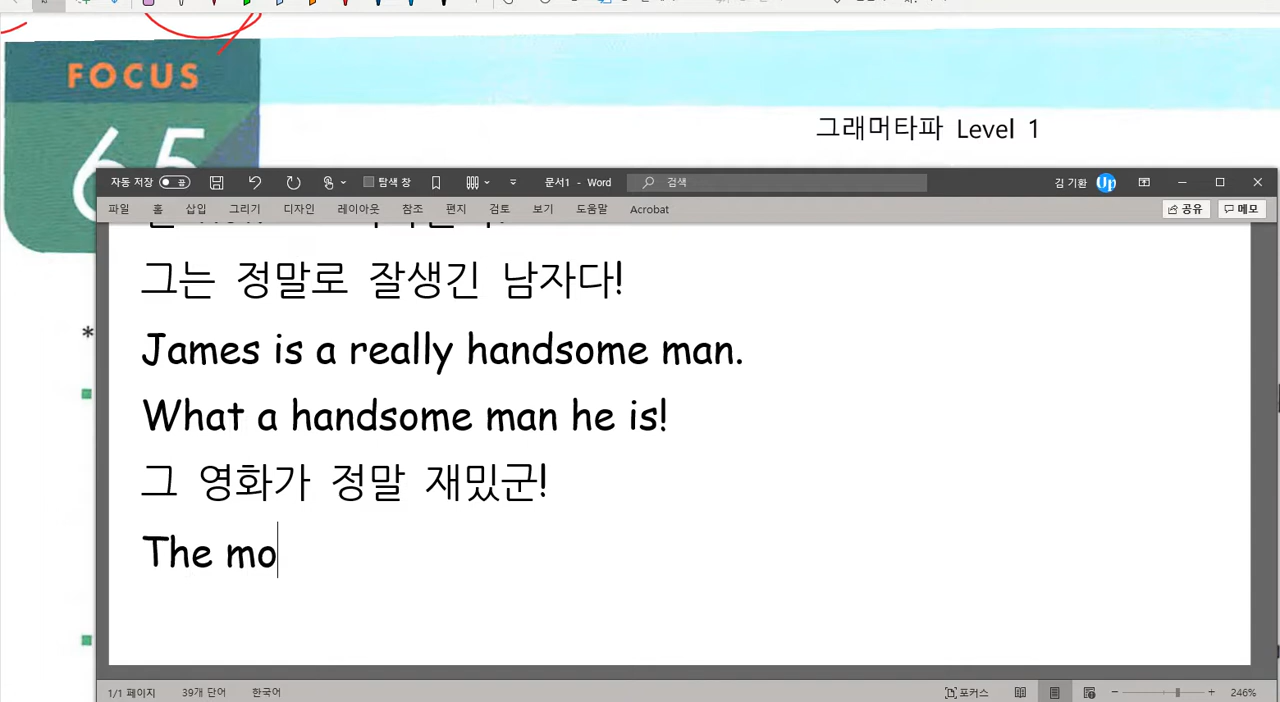 FOCUS
65
그래머타파 Level 1
자동 저장 끔
탐색 창
문서1 - Word
검색
김 기환
Up
파일 홈 삽입 그리기 디자인 레이아웃 참조 편지 검토 보기 도움말 Acrobat
공유 메모
그는 정말로 잘생긴 남자다!
*
James is a really handsome man.
What a handsome man he is!
그 영화가 정말 재밌군!
The mo
1/1 페이지 39개 단어 한국어
포커스
246%